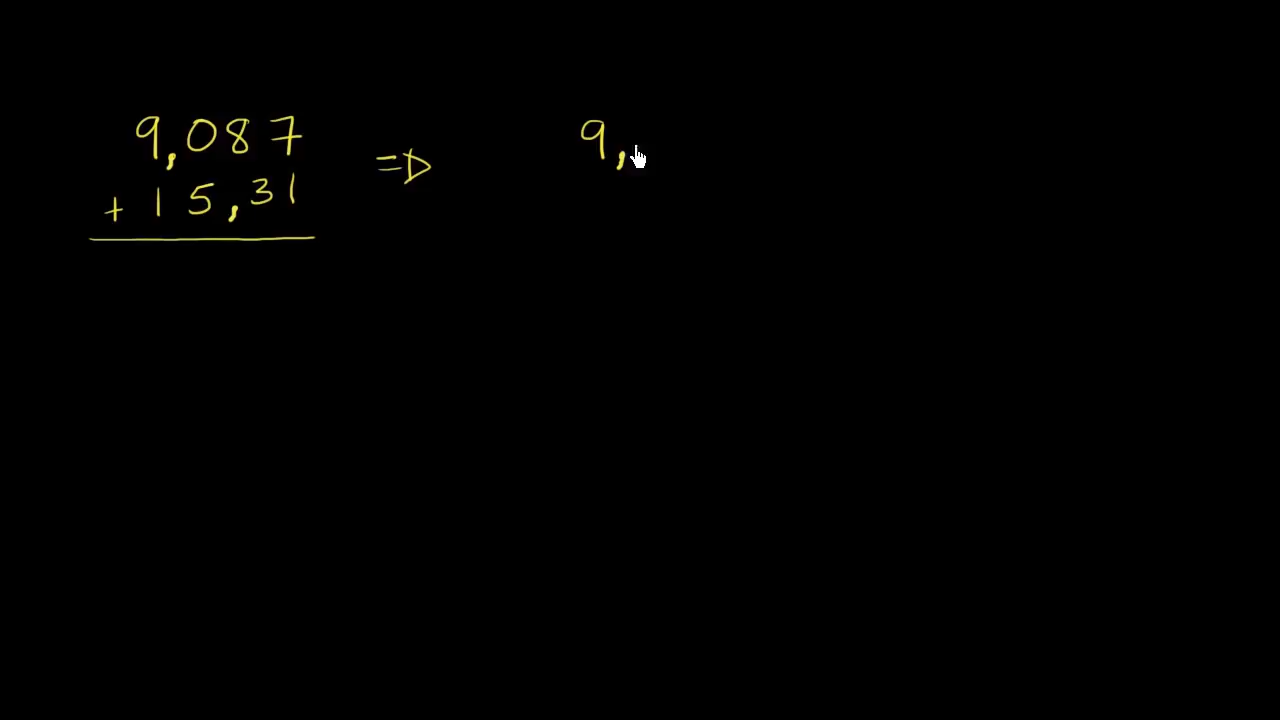 9,087 => 9,
+ 15,31